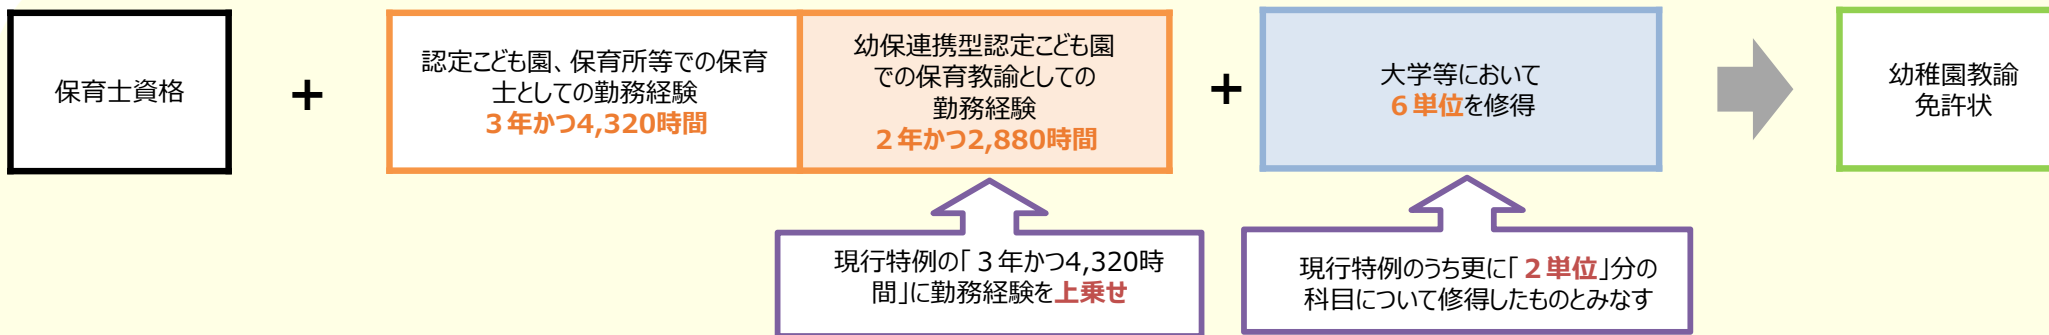 保育士資格
+
認定こども園、保育所等での保育
士としての勤務経験
３年かつ4,320時間
幼保連携型認定こども園
での保育教諭としての
勤務経験
２年かつ2,880時間
+
大学等において
６単位を修得
幼稚園教諭
免許状
現行特例の「３年かつ4,320時
間」に勤務経験を上乗せ
現行特例のうち更に「２単位」分の
科目について修得したものとみなす